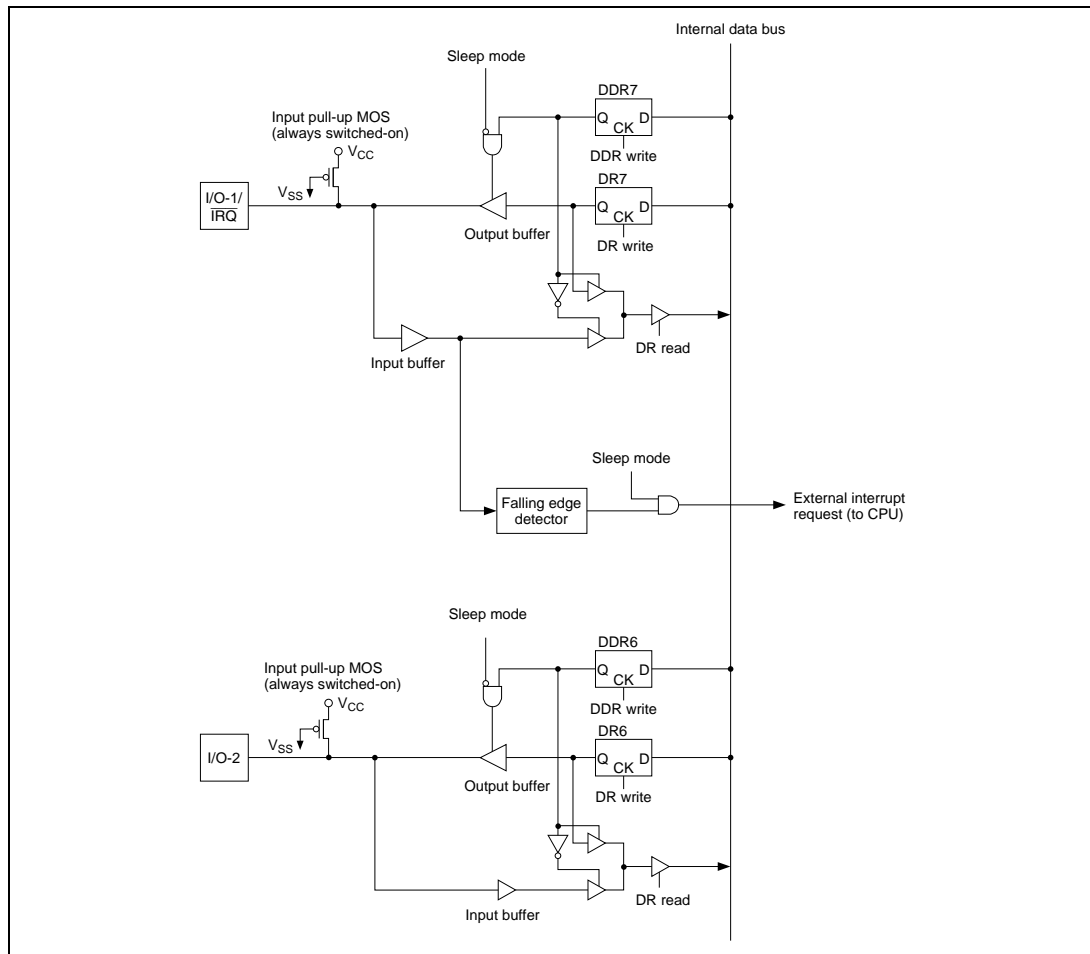 Internal data bus
Sleep mode
DDR7
Q D
CK
DDR write
Input pull-up MOS
(always switched-on)
VCC
VSS
I/O-1/
IRQ
Output buffer
DR7
Q D
CK
DR write
Input buffer
DR read
Sleep mode
Falling edge
detector
External interrupt
request (to CPU)
Sleep mode
DDR6
Q D
CK
DDR write
Input pull-up MOS
(always switched-on)
VCC
VSS
I/O-2
Output buffer
DR6
Q D
CK
DR write
Input buffer
DR read